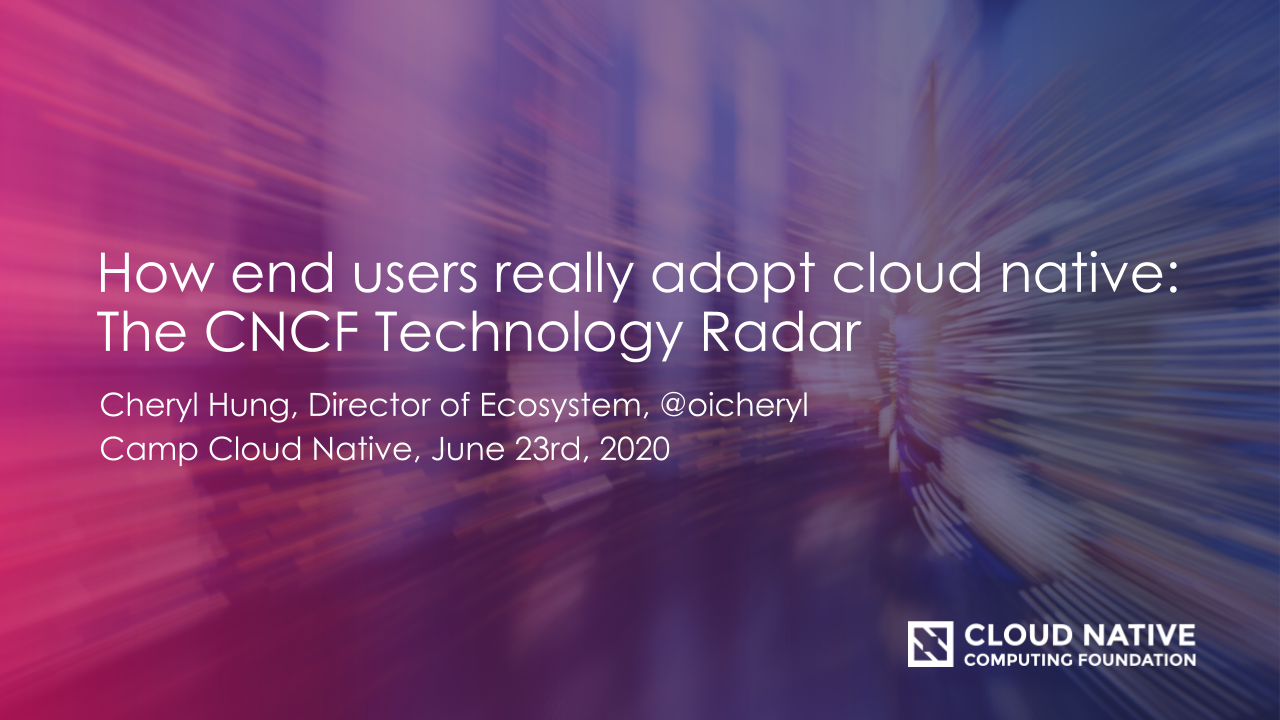 How end users really adopt cloud native:
The CNCF Technology Radar
Cheryl Hung, Director of Ecosystem, @oicheryl
Camp Cloud Native, June 23rd, 2020
CLOUD NATIVE
COMPUTING FOUNDATION